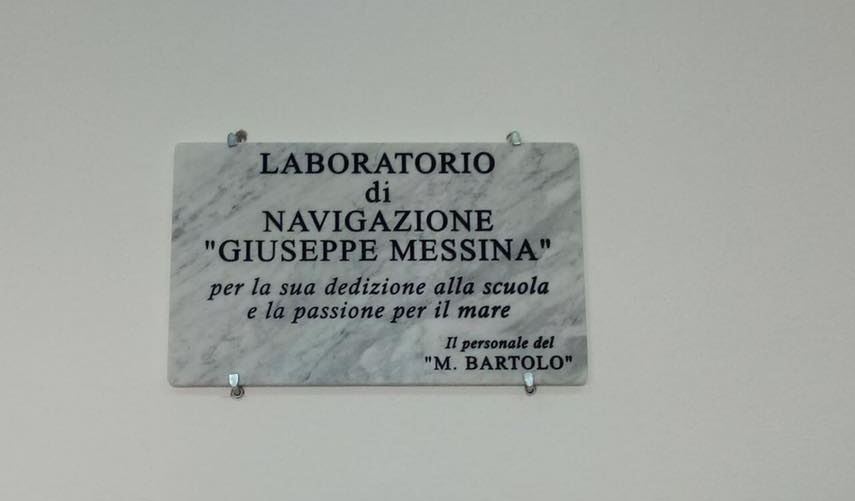 LABORATORIO
di
NAVIGAZIONE
"GIUSEPPE MESSINA"
per la sua dedizione alla scuola
e la passione per il mare
Il personale del
"M. BARTOLO"